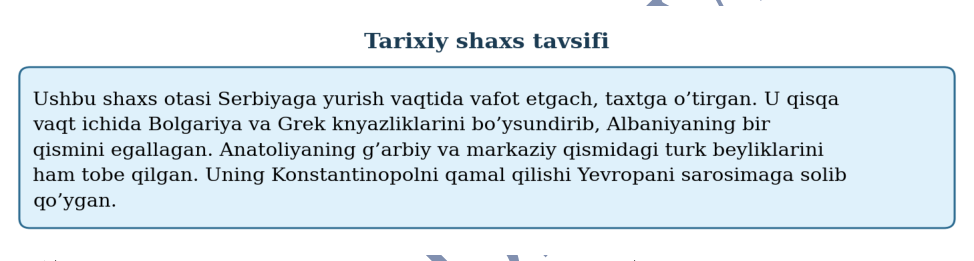 Tarixiy shaxs tavsifi
Ushbu shaxs otasi Serbiyaga yurish vaqtida vafot etgach, taxtga o’tirgan. U qisqa
vaqt ichida Bolgariya va Grek knyazliklarini bo’ysundirib, Albaniyaning bir
qismini egallagan. Anatoliyaning g’arbiy va markaziy qismidagi turk beyliklarini
ham tobe qilgan. Uning Konstantinopolni qamal qilishi Yevropani sarosimaga solib
qo’ygan.